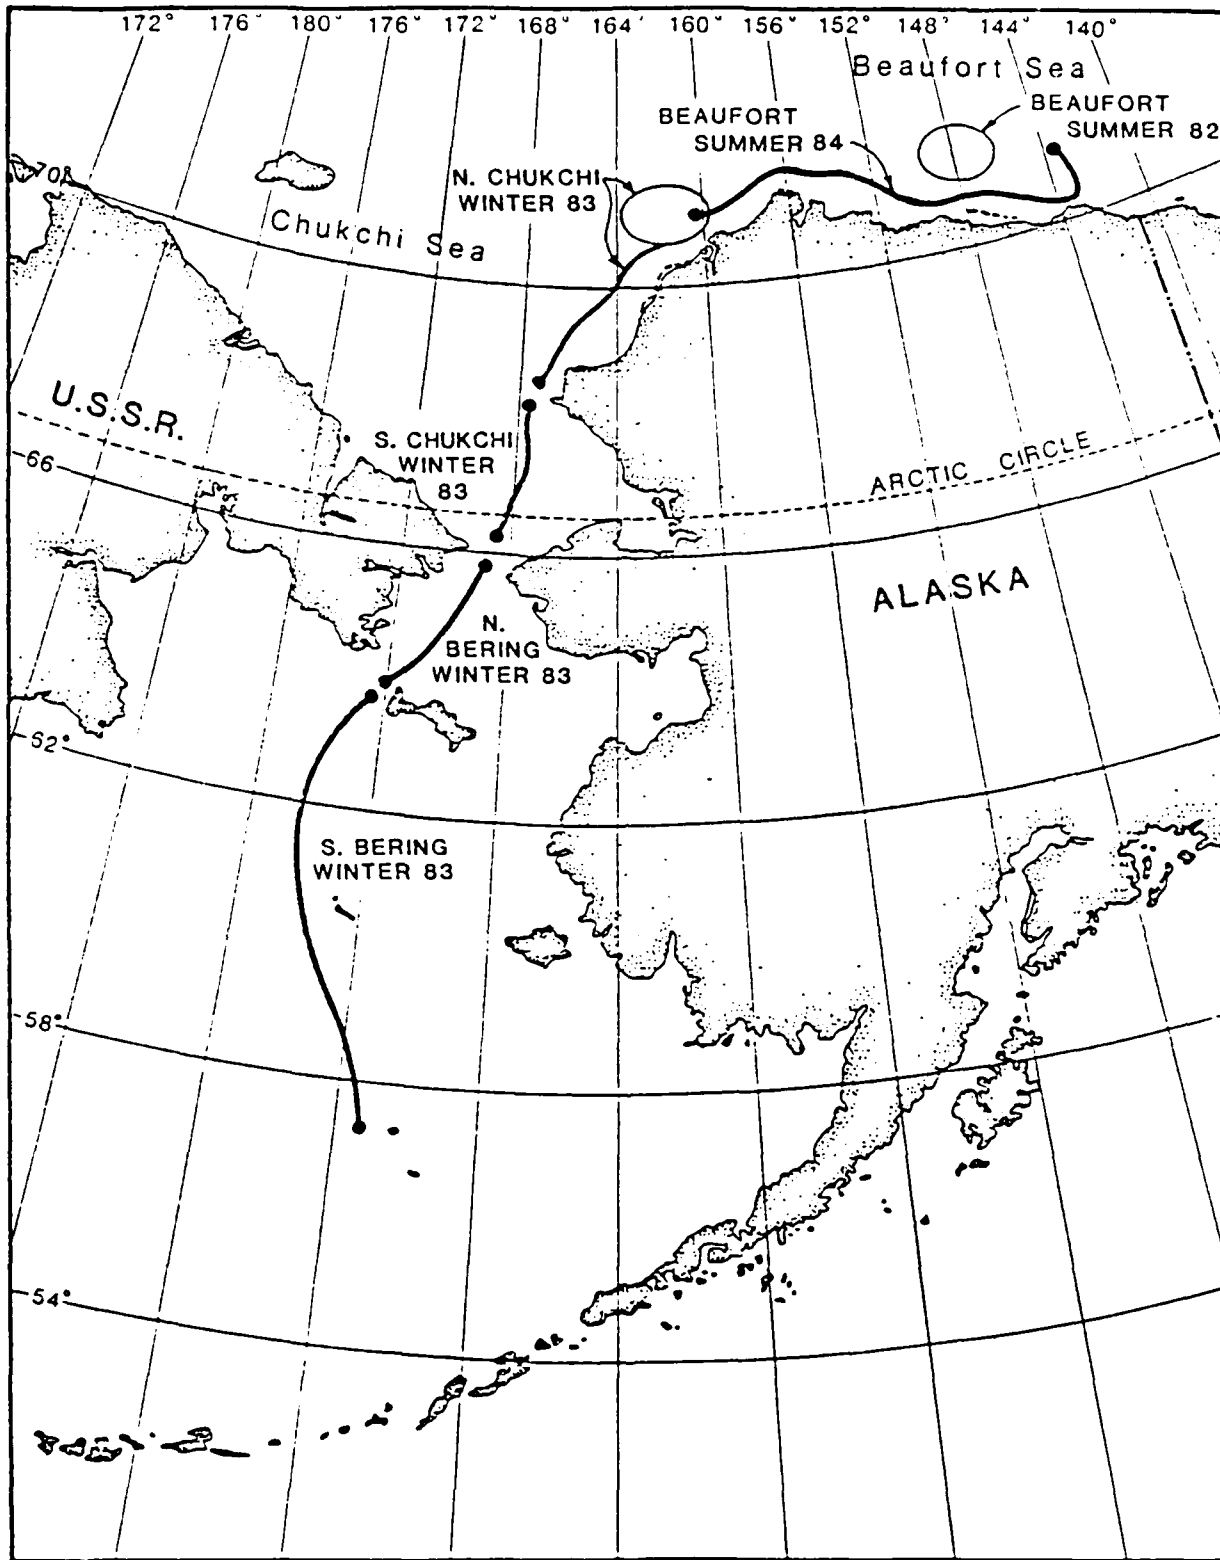 172° 176° 180° 176° 172° 168° 164° 160° 156° 152° 148° 144° 140°
Beaufort Sea
BEAUFORT
SUMMER 82
BEAUFORT
SUMMER 84
N. CHUKCHI
WINTER 83
70°
Chukchi Sea
U.S.S.R.
S. CHUKCHI
WINTER
83
66
ARCTIC CIRCLE
ALASKA
N.
BERING
WINTER 83
62°
S. BERING
WINTER 83
58°
54°